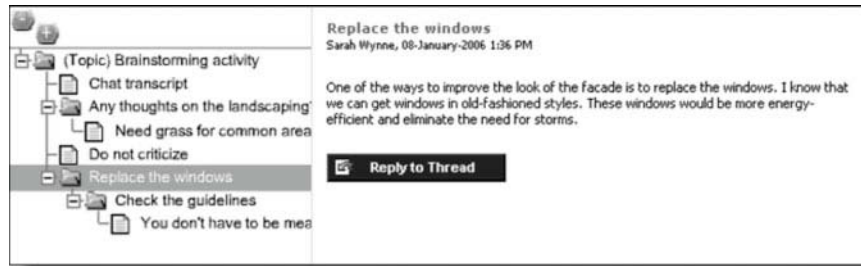 (Topic) Brainstorming activity
Chat transcript
Any thoughts on the landscaping
Need grass for common area
Do not criticize
Replace the windows
Check the guidelines
You don't have to be mea
Replace the windows
Sarah Wynne, 08-January-2006 1:36 PM
One of the ways to improve the look of the facade is to replace the windows. I know that
we can get windows in old-fashioned styles. These windows would be more energy-
efficient and eliminate the need for storms.
Reply to Thread